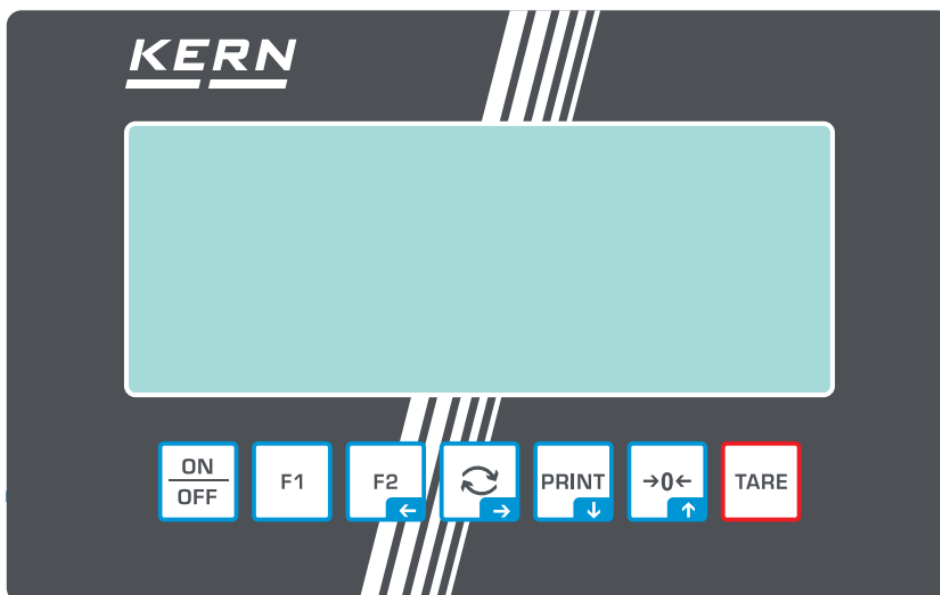 KERN
ON
OFF
F1
F2
←
→
PRINT
↓
→0←
↑
TARE